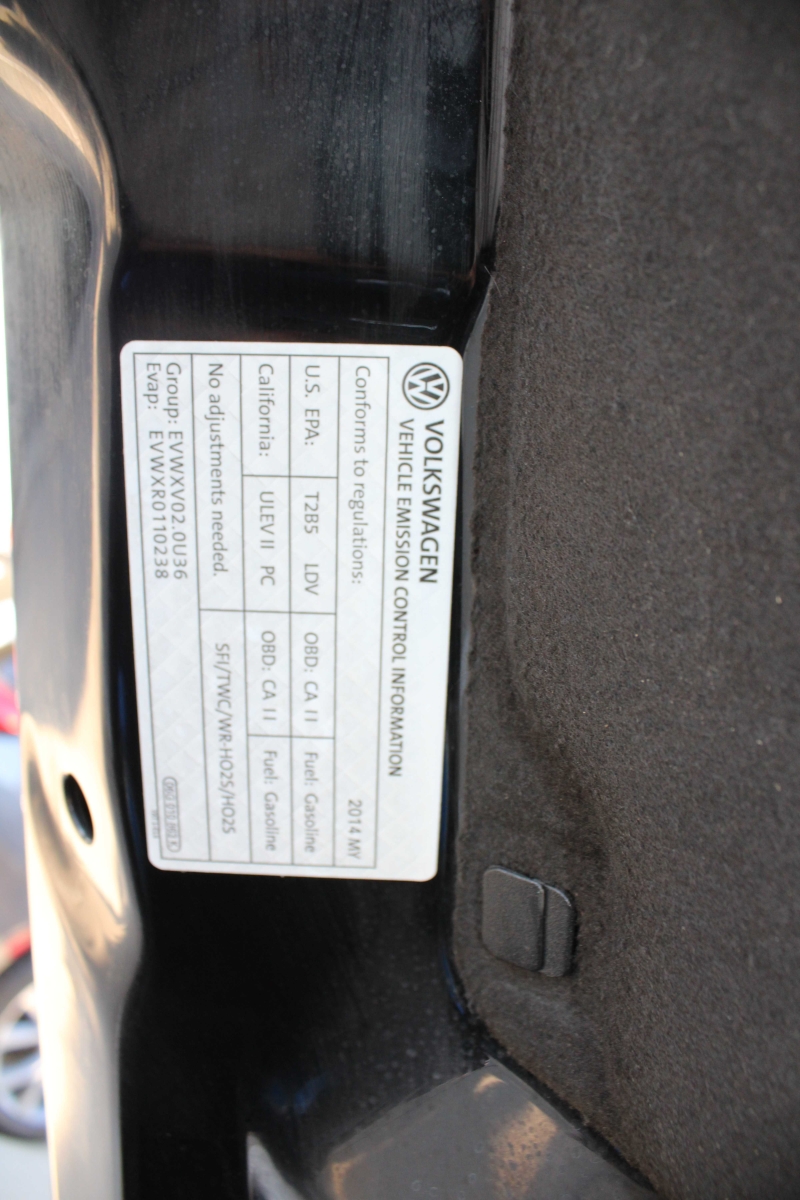 VOLKSWAGEN
VEHICLE EMISSION CONTROL INFORMATION
Conforms to regulations: 2014 MY
U.S. EPA: T2B5 LDV OBD: CA II Fuel: Gasoline
California: ULEV II PC OBD: CA II Fuel: Gasoline
No adjustments needed. SFI/TWC/WR-HO2S/HO2S
Group: EVWXV02.0U36
Evap: EVWXR0110238